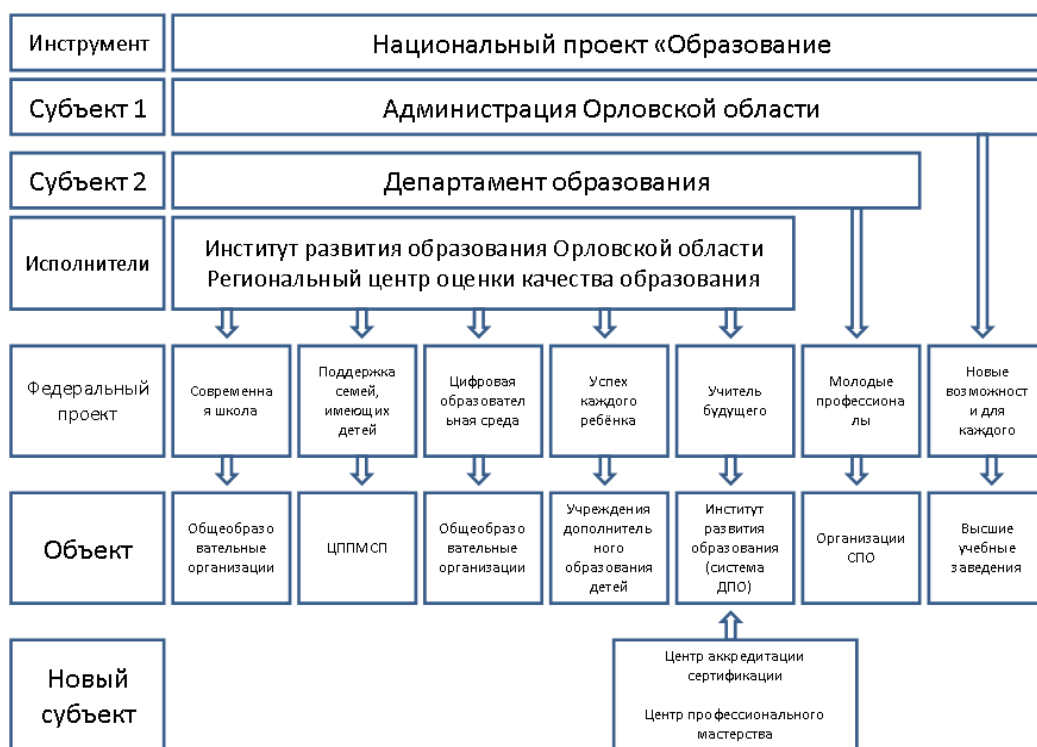 Инструмент
Национальный проект «Образование
Субъект 1
Администрация Орловской области
Субъект 2
Департамент образования
Исполнители
Институт развития образования Орловской области
Региональный центр оценки качества образования
Федеральный
проект
Современна
я школа
Поддержка
семей,
имеющих
детей
Цифровая
образовател
ьная среда
Успех
каждого
ребёнка
Учитель
будущего
Молодые
профессиона
лы
Новые
возможност
и для
каждого
Объект
Общеобразо
вательные
организации
ЦППМСП
Общеобразо
вательные
организации
Учреждения
дополнитель
ного
образования
детей
Институт
развития
образования
(система
ДПО)
Организации
СПО
Высшие
учебные
заведения
Новый
субъект
Центр аккредитации
сертификации
Центр профессионального
мастерства